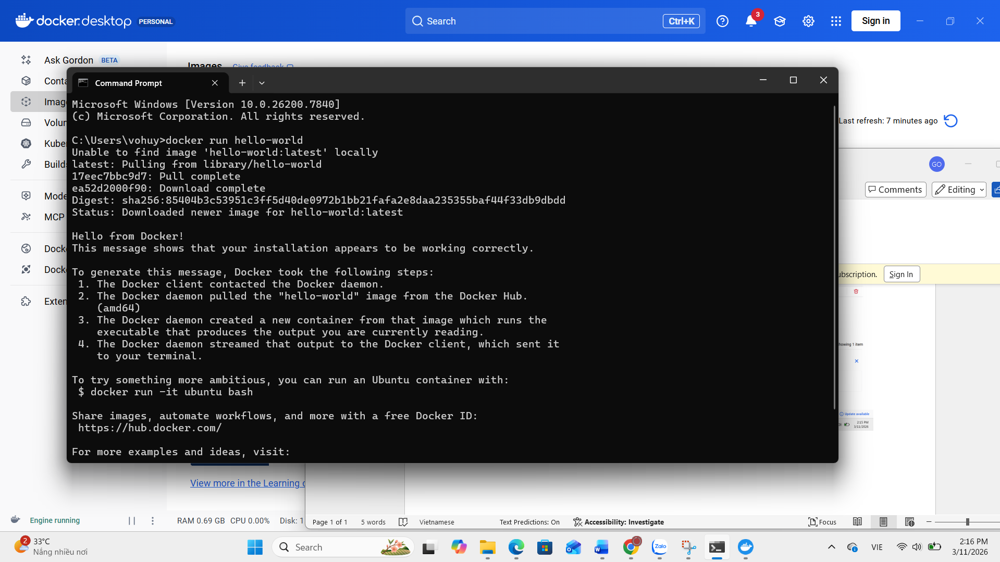 docker.desktop PERSONAL
Search
Ctrl+K
3
Sign in
Ask Gordon BETA
Images Give feedback
Last refresh: 7 minutes ago
Command Prompt
Microsoft Windows [Version 10.0.26200.7840]
(c) Microsoft Corporation. All rights reserved.
C:\Users\vohuy>docker run hello-world
Unable to find image 'hello-world:latest' locally
latest: Pulling from library/hello-world
17eec7bbc9d7: Pull complete
ea52d2000f90: Download complete
Digest: sha256:85404b3c53951c3ff5d40de0972b1bb21fafa2e8daa235355baf44f33db9dbdd
Status: Downloaded newer image for hello-world:latest
Hello from Docker!
This message shows that your installation appears to be working correctly.
To generate this message, Docker took the following steps:
1. The Docker client contacted the Docker daemon.
2. The Docker daemon pulled the "hello-world" image from the Docker Hub.
(amd64)
3. The Docker daemon created a new container from that image which runs the
executable that produces the output you are currently reading.
4. The Docker daemon streamed that output to the Docker client, which sent it
to your terminal.
To try something more ambitious, you can run an Ubuntu container with:
$ docker run -it ubuntu bash
Share images, automate workflows, and more with a free Docker ID:
https://hub.docker.com/
For more examples and ideas, visit:
GO
Comments
Editing
Sign In
1 item
Update available
2:15 PM
3/11/2026
View more in the Learning
Engine running
RAM 0.69 GB CPU 0.00% Disk: 1
Page 1 of 1
5 words
Vietnamese
Text Predictions: On
Accessibility: Investigate
Focus
2
33°C
Nắng nhiều nơi
Search
Zalo
VIE
2:16 PM
3/11/2026